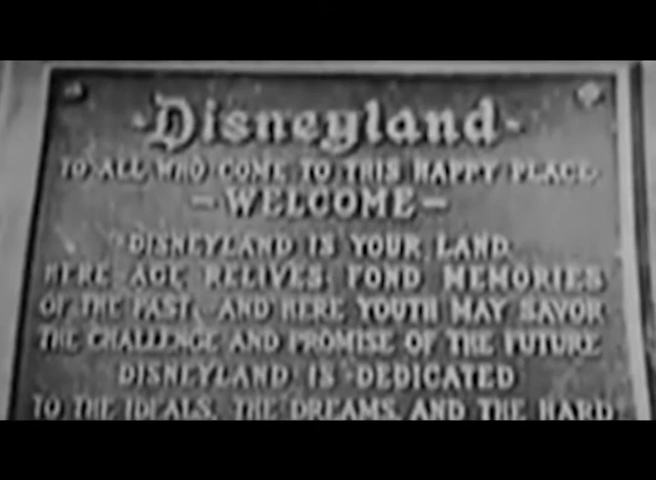 Disneyland
TO ALL WHO COME TO THIS HAPPY PLACE
-WELCOME-
DISNEYLAND IS YOUR LAND.
HERE AGE RELIVES FOND MEMORIES
OF THE PAST, AND HERE YOUTH MAY SAVOR
THE CHALLENGE AND PROMISE OF THE FUTURE
DISNEYLAND IS DEDICATED
TO THE IDEALS, THE DREAMS, AND THE HARD